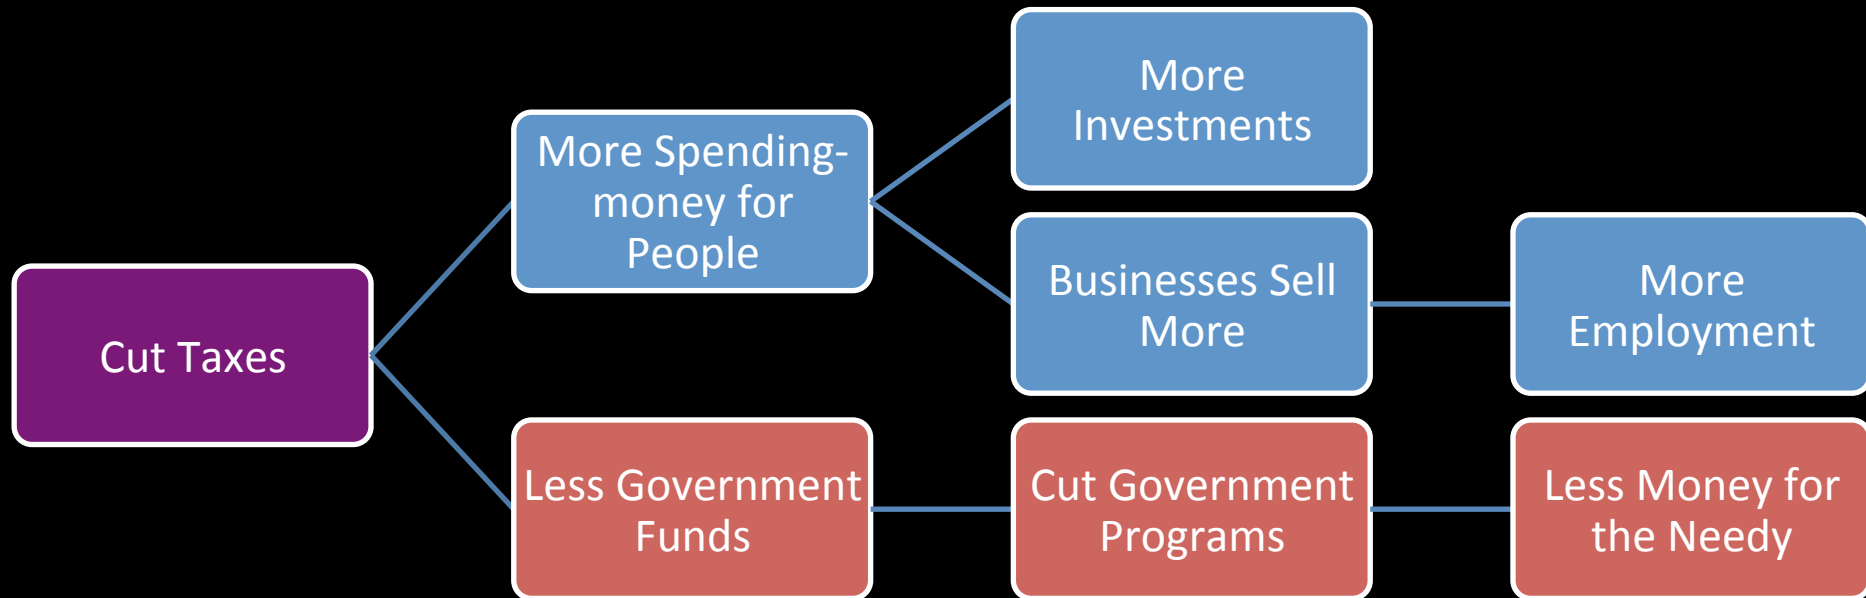 Cut Taxes
More Spending-
money for
People
More
Investments
Businesses Sell
More
More
Employment
Less Government
Funds
Cut Government
Programs
Less Money for
the Needy